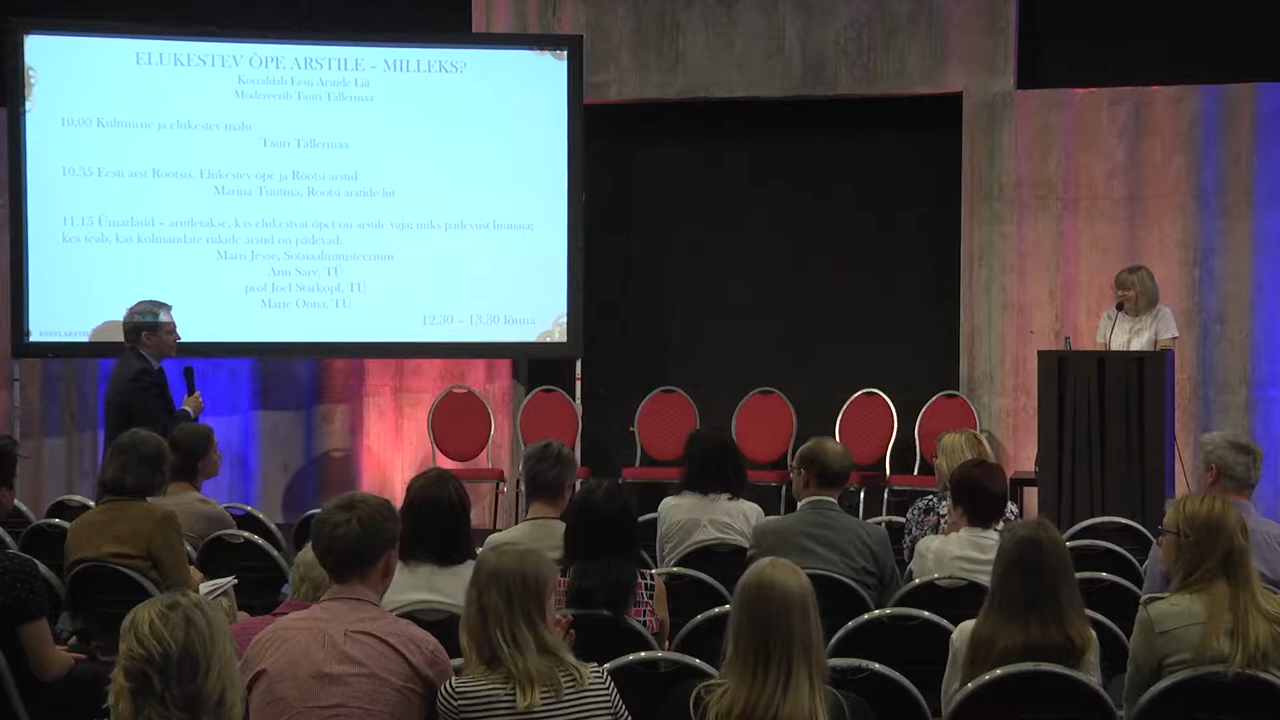 ELUKESTEV ÕPE ARSTILE – MILLEKS?
Korraldab Eesti Arstide Liit
Modereerib Tauri Tallermaa
10.00 Kultuurne ja elukestev mahl
Tauri Tallermaa
10.35 Eesti arst Rootsis. Elukestev õpe ja Rootsi arstid
Marina Tuutma, Rootsi arstide liit
11.15 Ümarlaud – arutletakse, kas elukestvat õpet on arstile vaja; miks pädevust hinnata;
kes teab, kas kolmandate riikide arstid on pädevad.
Maris Jesse, Sotsiaalministeerium
Anu Sarv, TÜ
prof Joel Starkopf, TÜ
Marje Oona, TÜ
12.30 – 13.30 lõuna
EESTI ARSTI